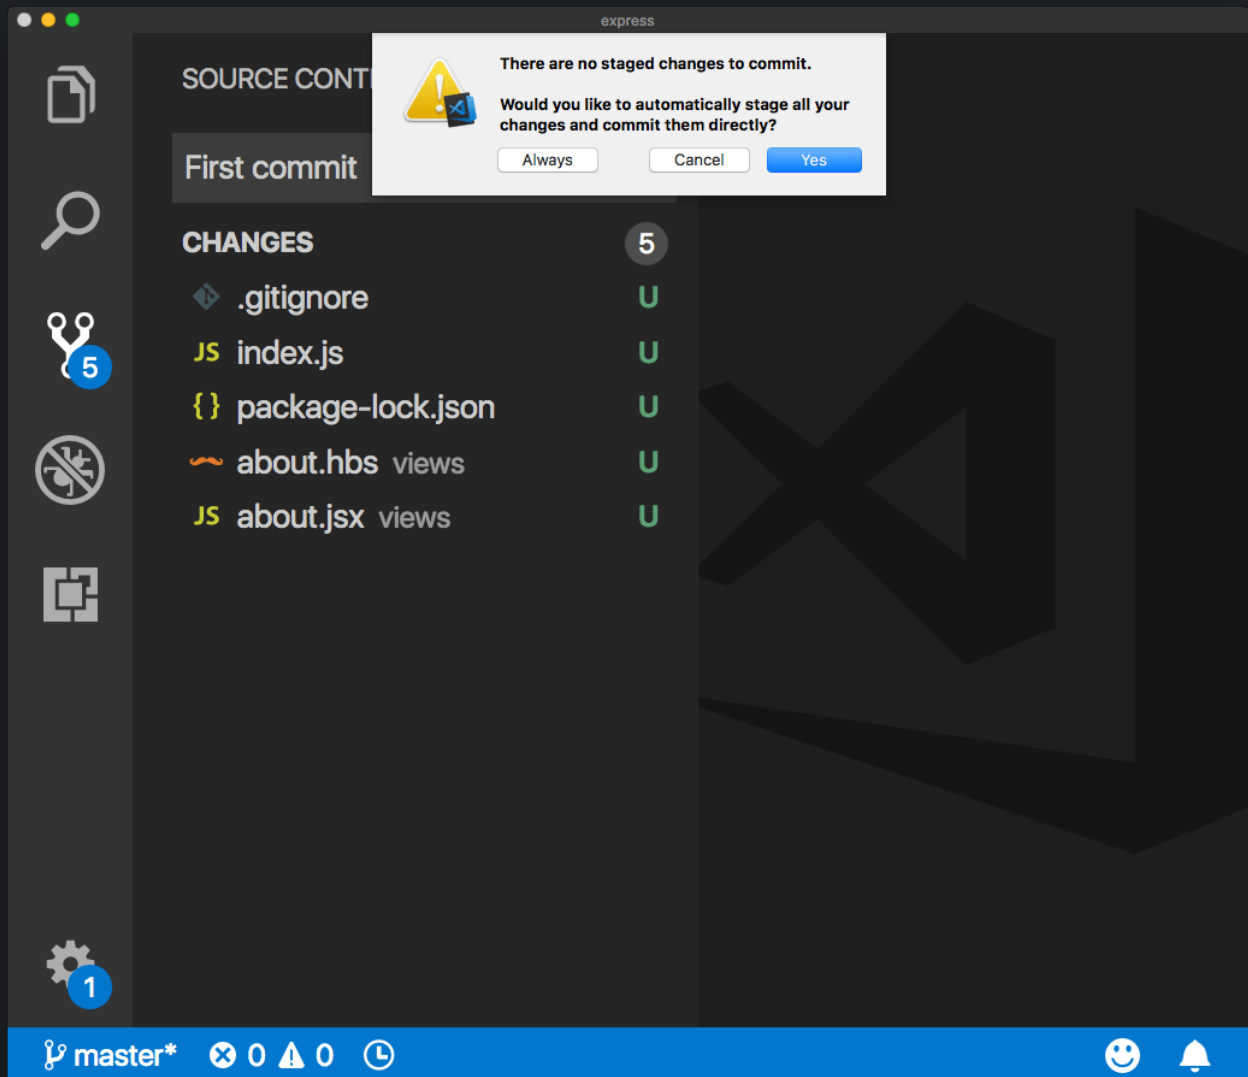 express
SOURCE CONT
There are no staged changes to commit.
Would you like to automatically stage all your
changes and commit them directly?
Always Cancel Yes
First commit
CHANGES 5
.gitignore U
JS index.js U
{ } package-lock.json U
about.hbs views U
JS about.jsx views U
5
1
master* 0 0